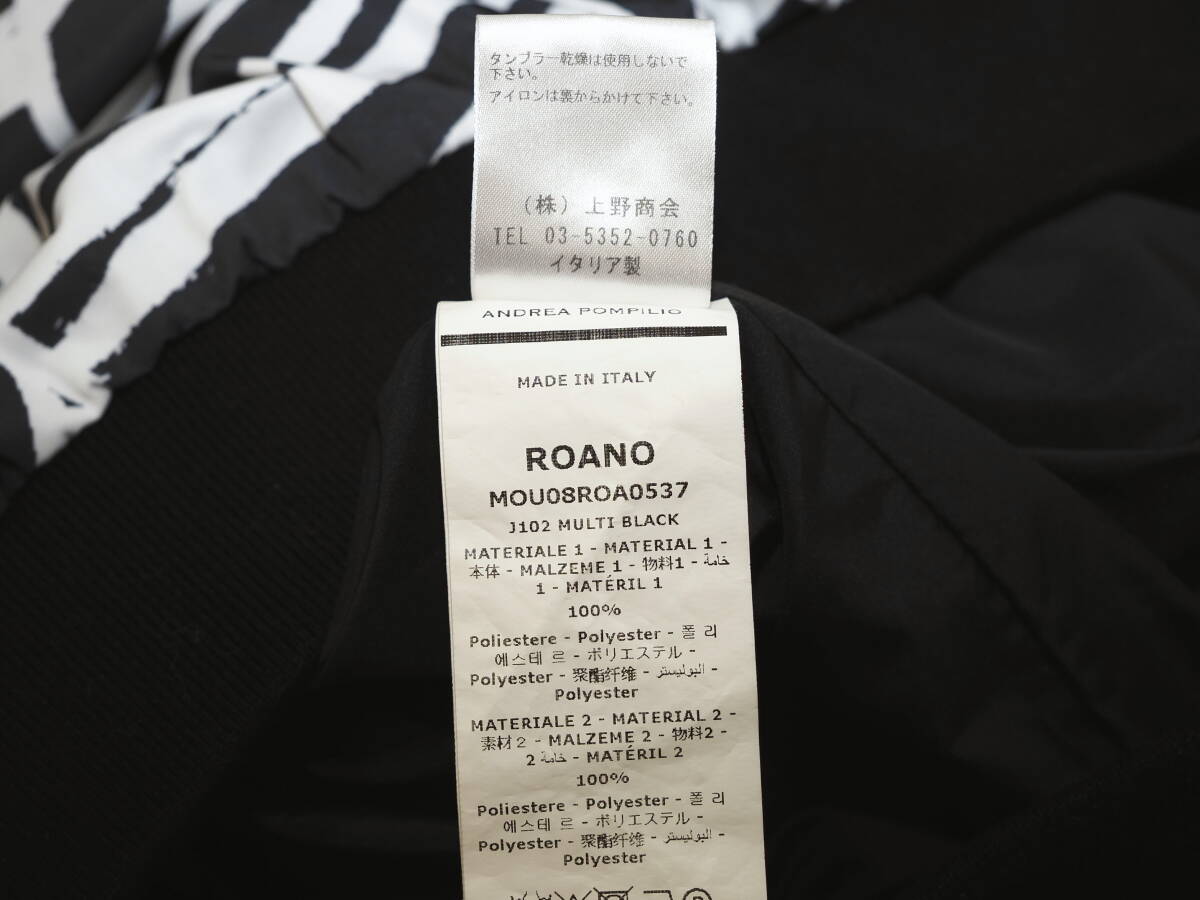 タンブラー乾燥は使用しないで
下さい。
アイロンは裏からかけて下さい。
（株）上野商会
TEL 03-5352-0760
イタリア製
ANDREA POMPILIO
MADE IN ITALY
ROANO
MOU08ROA0537
J102 MULTI BLACK
MATERIALE 1 - MATERIAL 1 -
本体 - MALZEME 1 - 物料1 - خامة
1 - MATÉRIL 1
100%
Poliestere - Polyester - 폴 리
에스테 르 - ポリエステル -
Polyester - 聚酯纤维 - البوليستر -
Polyester
MATERIALE 2 - MATERIAL 2 -
素材２ - MALZEME 2 - 物料2 -
2 خامة - MATÉRIL 2
100%
Poliestere - Polyester - 폴 리
에스테 르 - ポリエステル -
Polyester - 聚酯纤维 - البوليستر -
Polyester